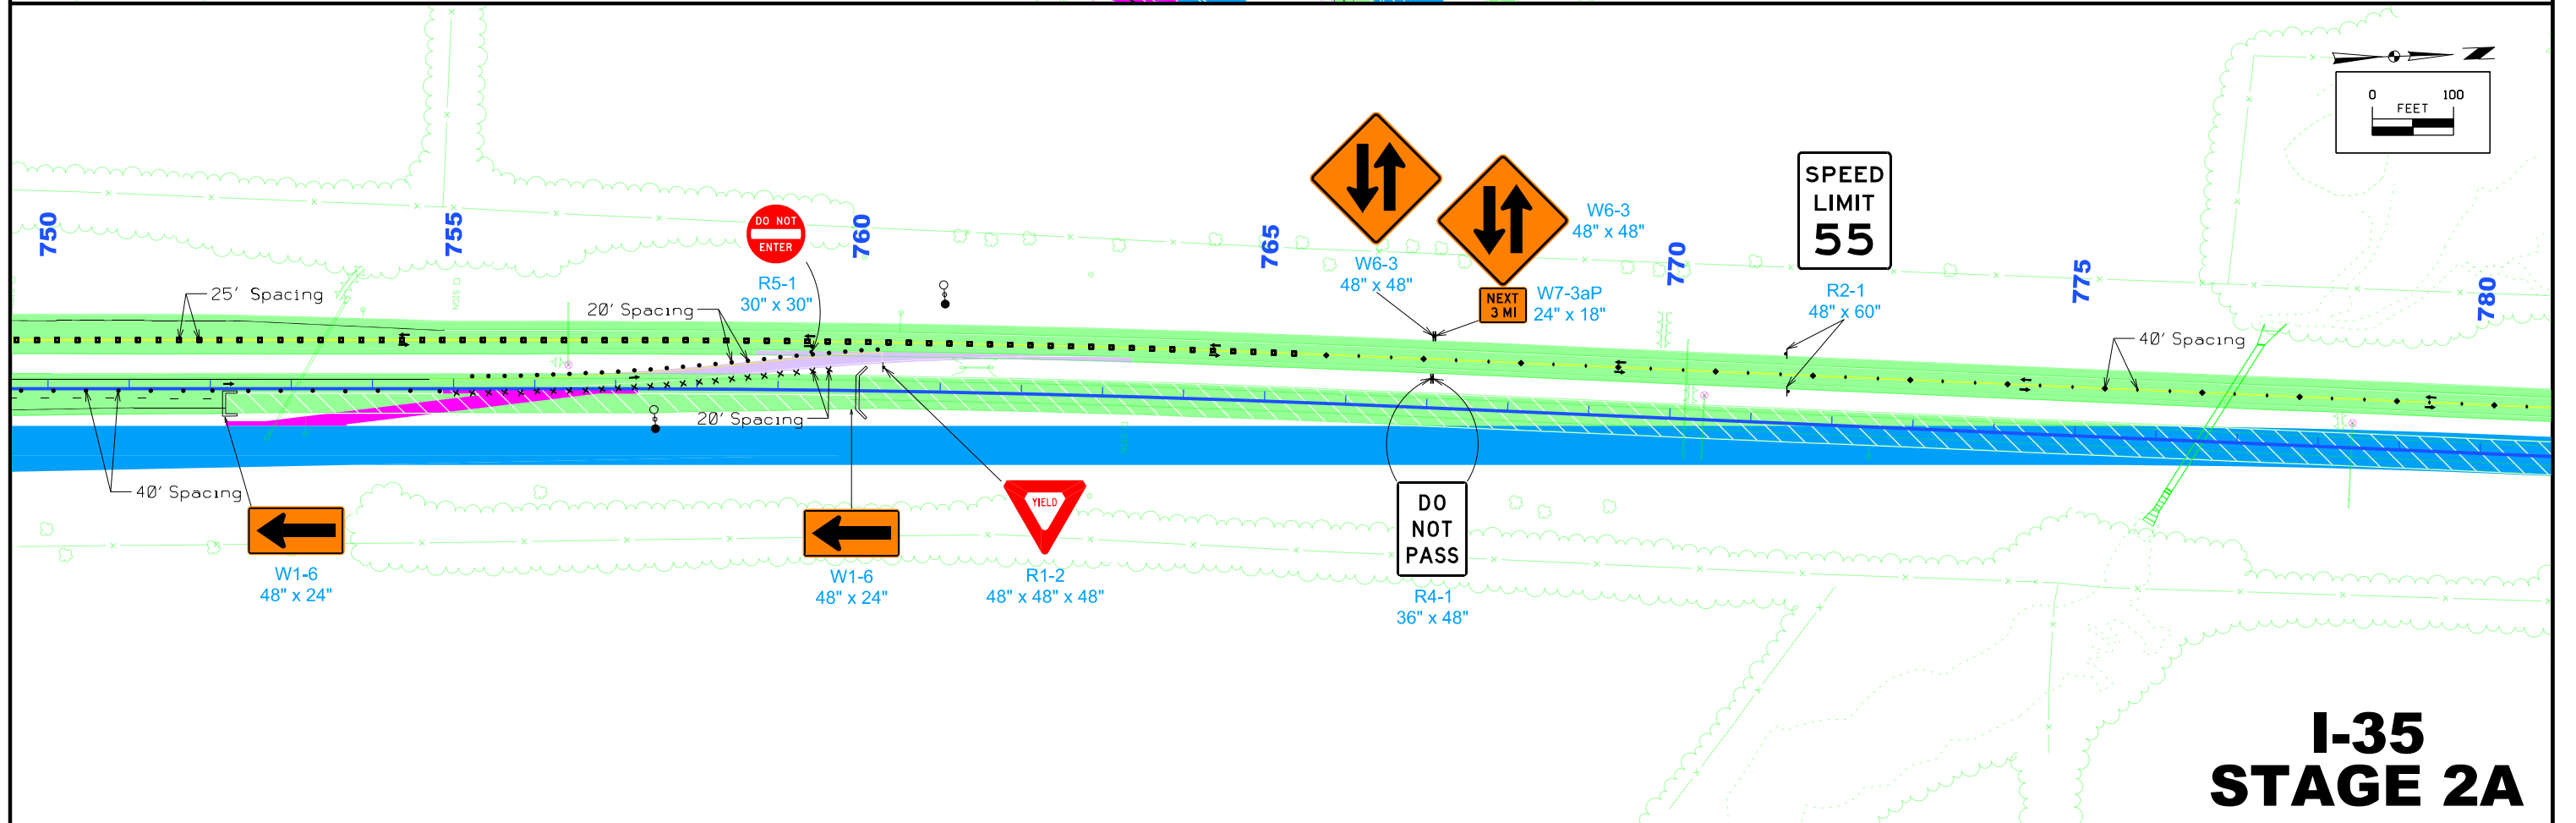 0 100
FEET
750
755
760
765
770
775
780
DO NOT
ENTER
R5-1
30" x 30"
W6-3
48" x 48"
W6-3
48" x 48"
NEXT
3 MI
W7-3aP
24" x 18"
SPEED
LIMIT
55
R2-1
48" x 60"
25' Spacing
20' Spacing
40' Spacing
20' Spacing
40' Spacing
W1-6
48" x 24"
W1-6
48" x 24"
YIELD
R1-2
48" x 48" x 48"
DO
NOT
PASS
R4-1
36" x 48"
SIGN
SIGN
I-35
STAGE 2A